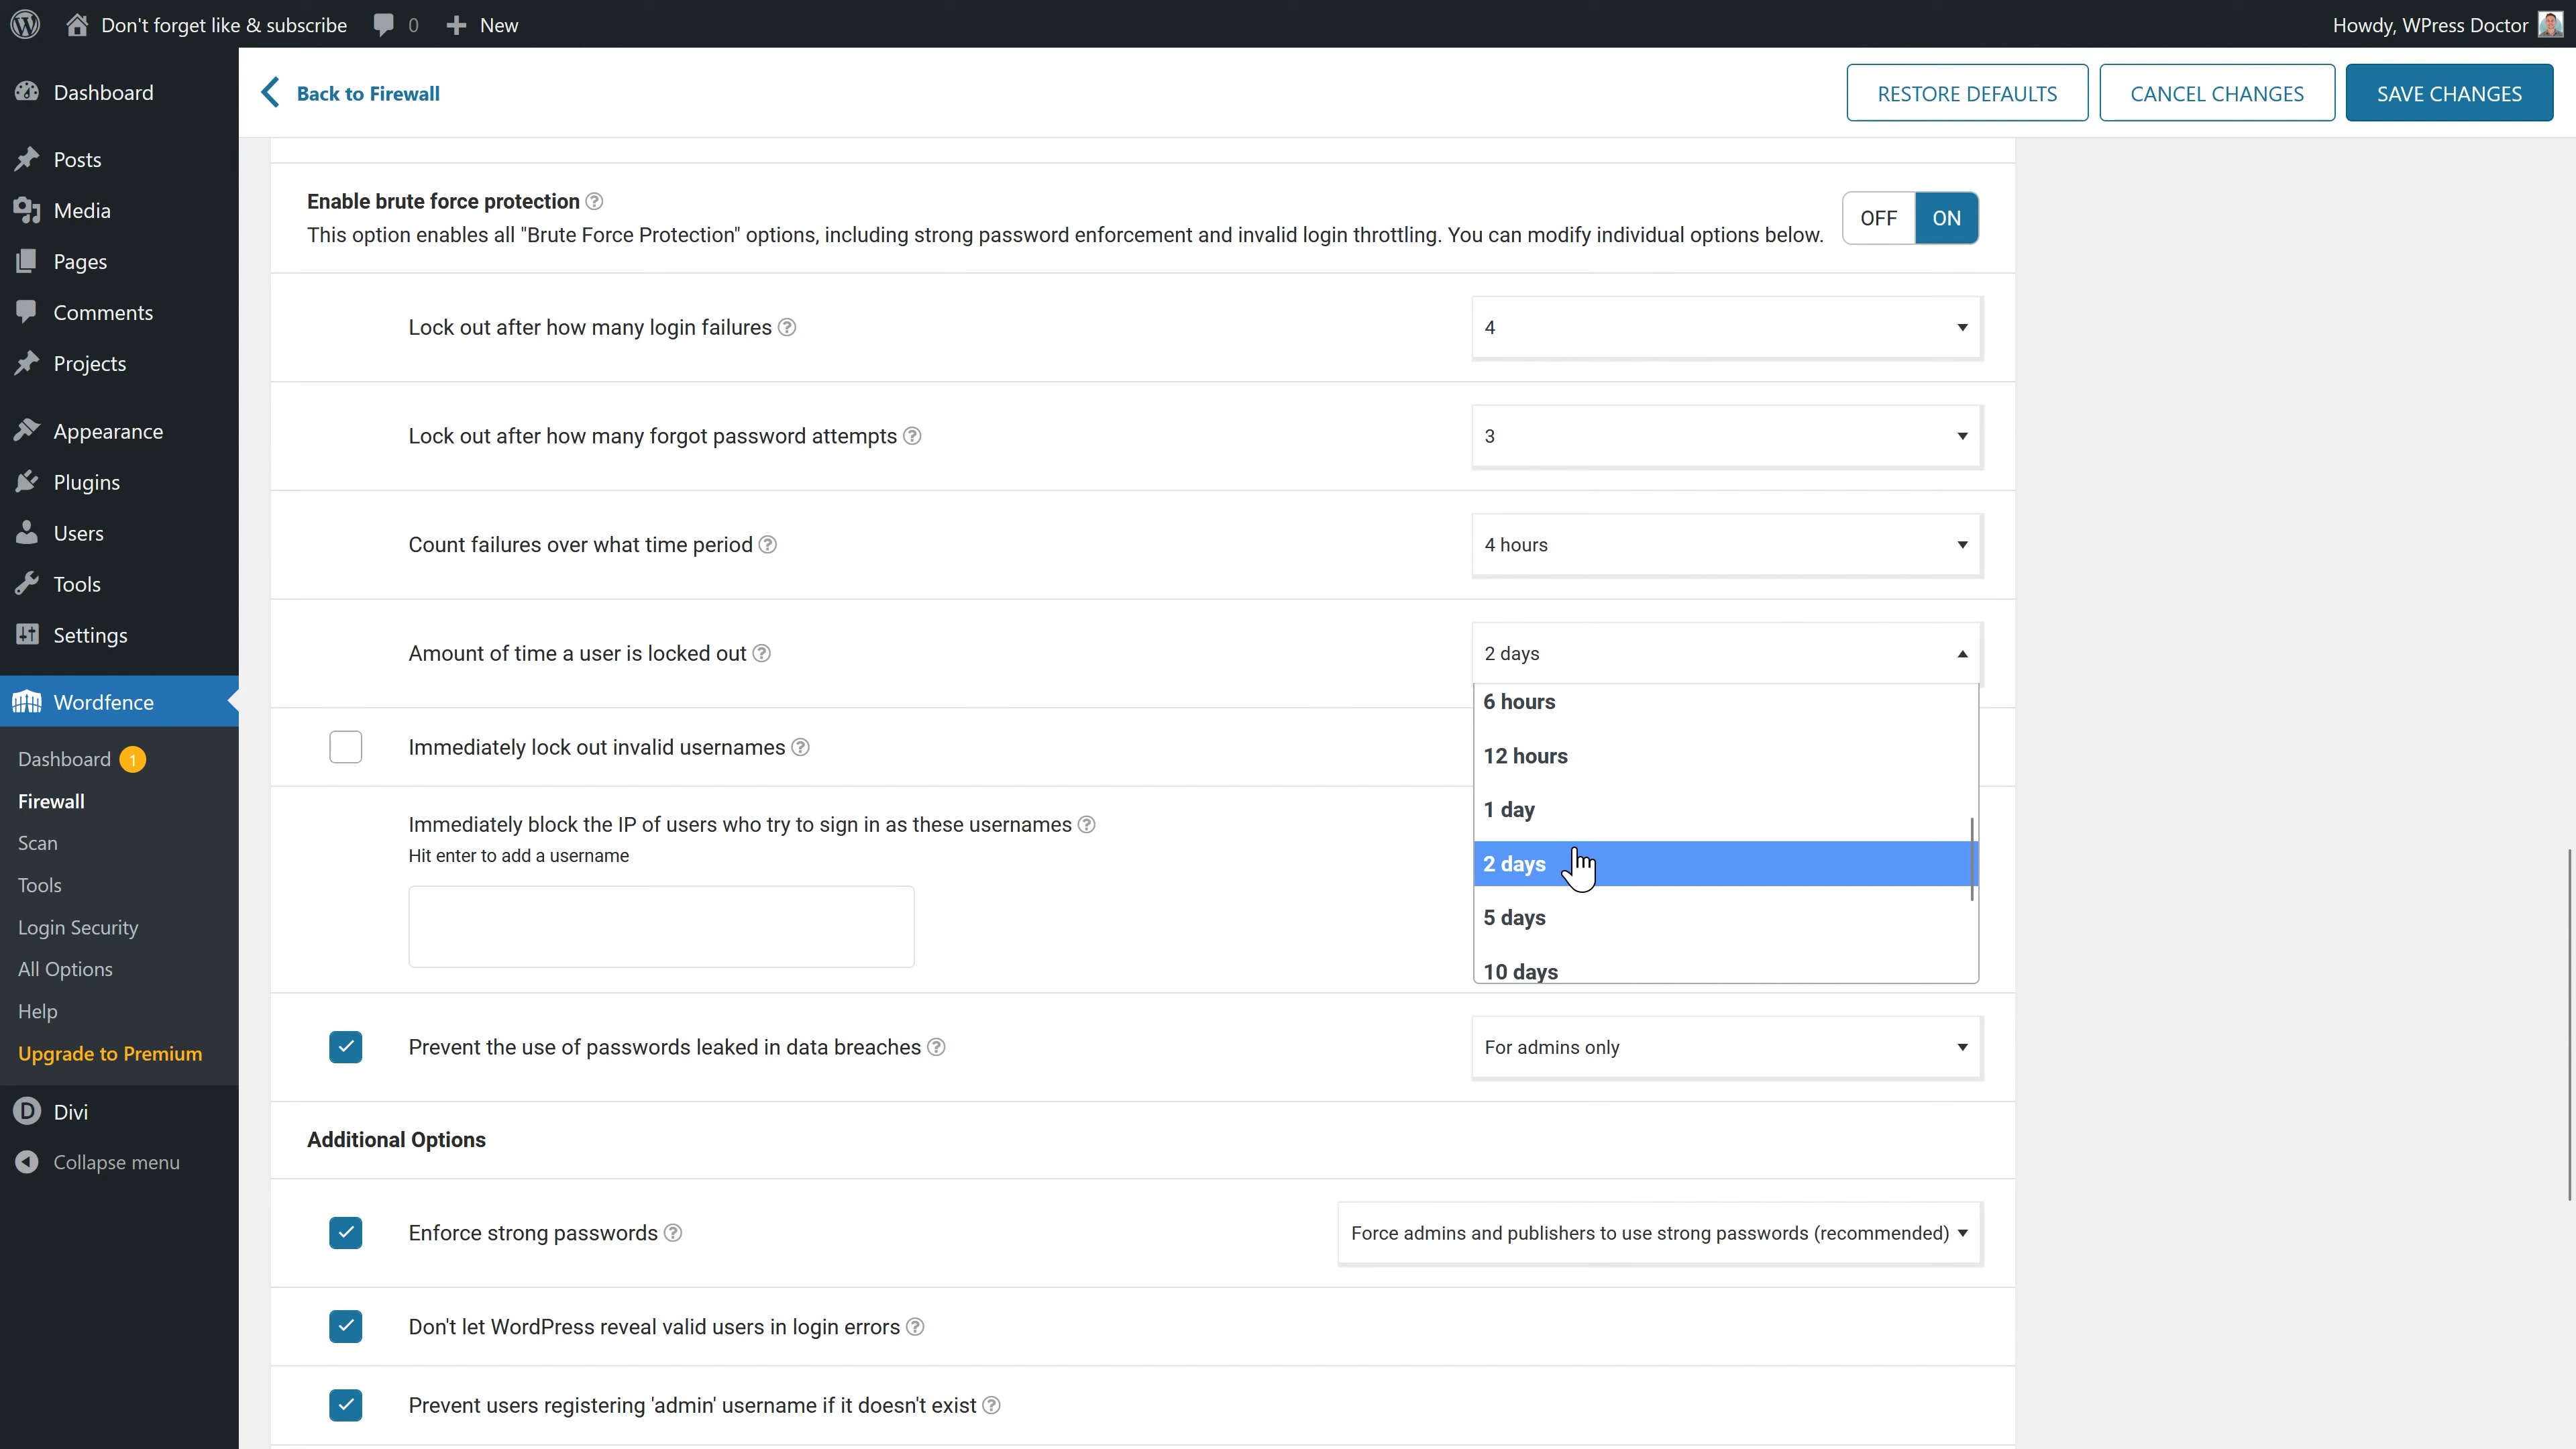 Don't forget like & subscribe
0
New
Howdy, WPress Doctor
Dashboard
Posts
Media
Pages
Comments
Projects
Appearance
Plugins
Users
Tools
Settings
Wordfence
Dashboard 1
Firewall
Scan
Tools
Login Security
All Options
Help
Upgrade to Premium
Divi
Collapse menu
Back to Firewall
RESTORE DEFAULTS
CANCEL CHANGES
SAVE CHANGES
Enable brute force protection
This option enables all "Brute Force Protection" options, including strong password enforcement and invalid login throttling. You can modify individual options below.
OFF
ON
Lock out after how many login failures
4
Lock out after how many forgot password attempts
3
Count failures over what time period
4 hours
Amount of time a user is locked out
2 days
6 hours
12 hours
1 day
2 days
5 days
10 days
Immediately lock out invalid usernames
Immediately block the IP of users who try to sign in as these usernames
Hit enter to add a username
Prevent the use of passwords leaked in data breaches
For admins only
Additional Options
Enforce strong passwords
Force admins and publishers to use strong passwords (recommended)
Don't let WordPress reveal valid users in login errors
Prevent users registering 'admin' username if it doesn't exist